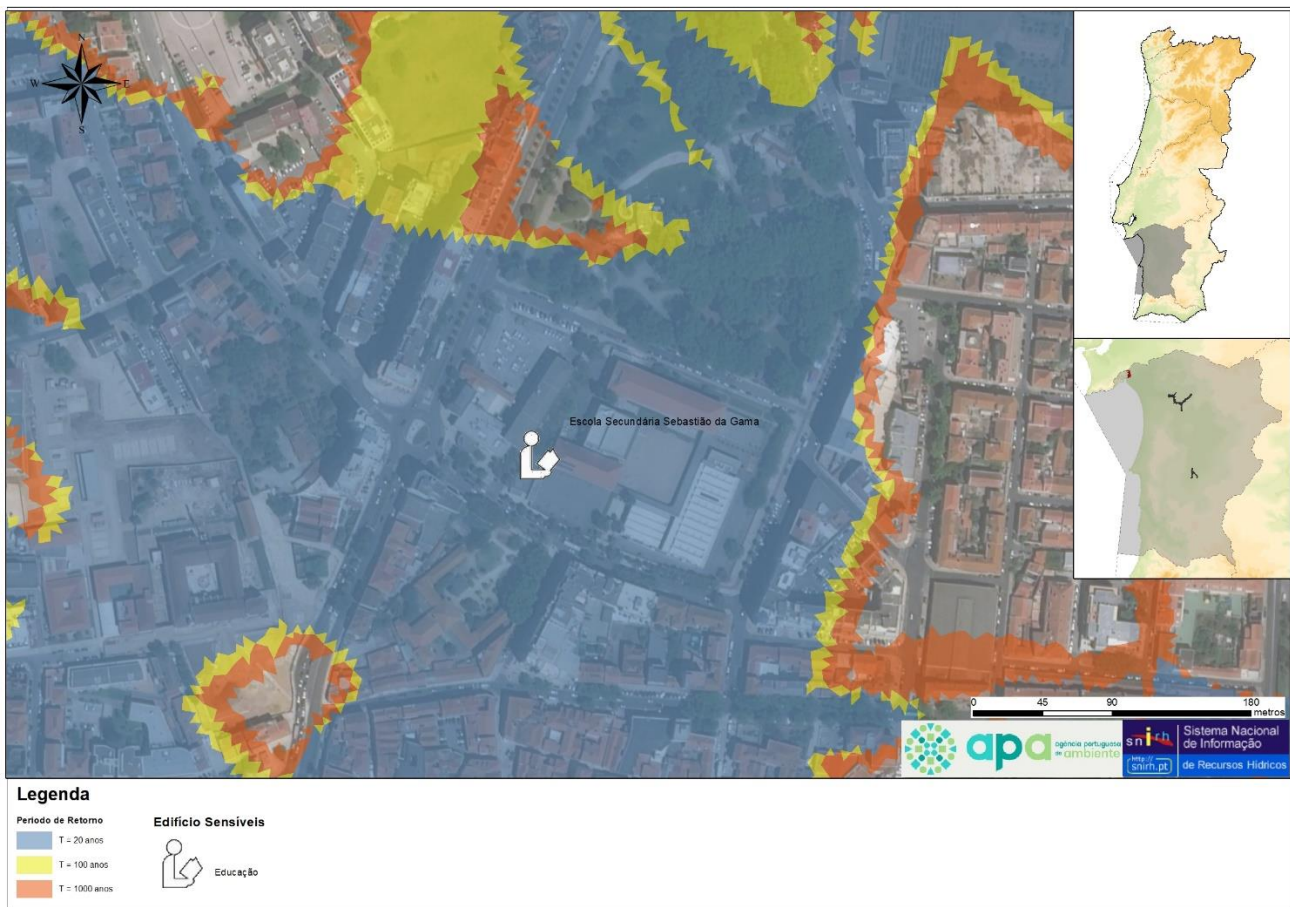 N
W
E
S
Escola Secundária Sebastião da Gama
0
45
90
180
metros
apa
agência portuguesa
do ambiente
snirh
http://
snirh.pt
Sistema Nacional
de Informação
de Recursos Hídricos
Legenda
Período de Retorno
T = 20 anos
T = 100 anos
T = 1000 anos
Edifício Sensíveis
Educação